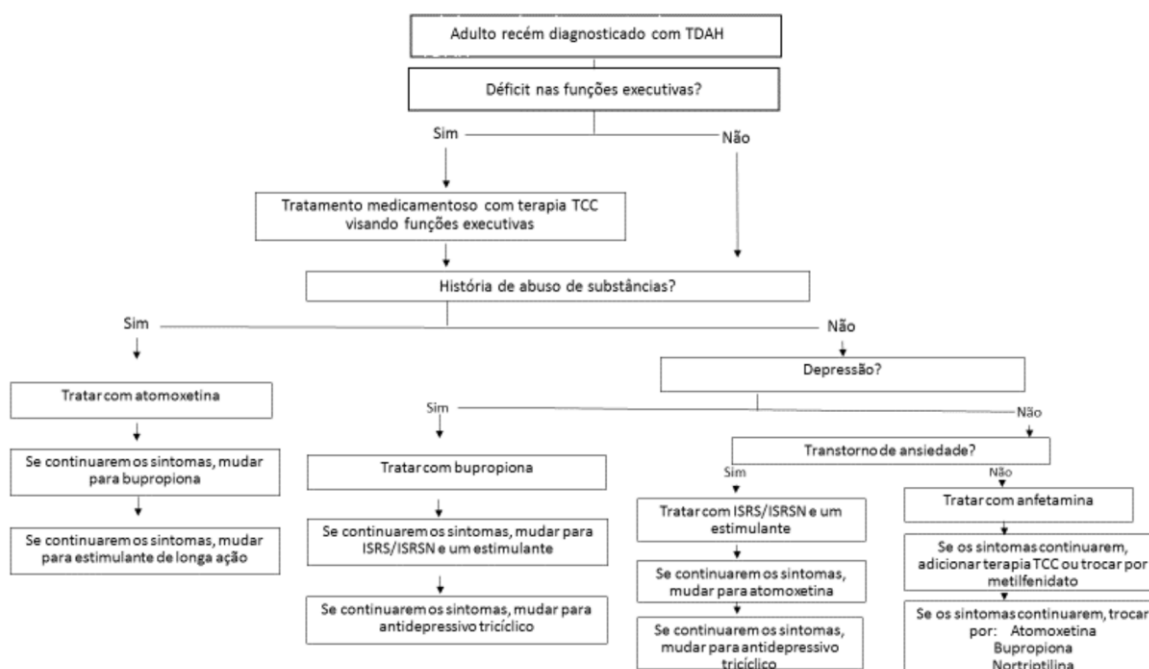 Adulto recém diagnosticado com TDAH
Déficit nas funções executivas?
Sim
Não
Tratamento medicamentoso com terapia TCC
visando funções executivas
História de abuso de substâncias?
Sim
Não
Depressão?
Tratar com atomoxetina
Sim
Não
Transtorno de ansiedade?
Se continuarem os sintomas, mudar
para bupropiona
Tratar com bupropiona
Sim
Não
Tratar com ISRS/ISRSN e um
estimulante
Tratar com anfetamina
Se continuarem os sintomas, mudar
para estimulante de longa ação
Se continuarem os sintomas, mudar para
ISRS/ISRSN e um estimulante
Se os sintomas continuarem,
adicionar terapia TCC ou trocar por
metilfenidato
Se continuarem os sintomas,
mudar para atomoxetina
Se continuarem os sintomas, mudar para
antidepressivo tricíclico
Se continuarem os sintomas,
mudar para antidepressivo
tricíclico
Se os sintomas continuarem, trocar
por: Atomoxetina
Bupropiona
Nortriptilina